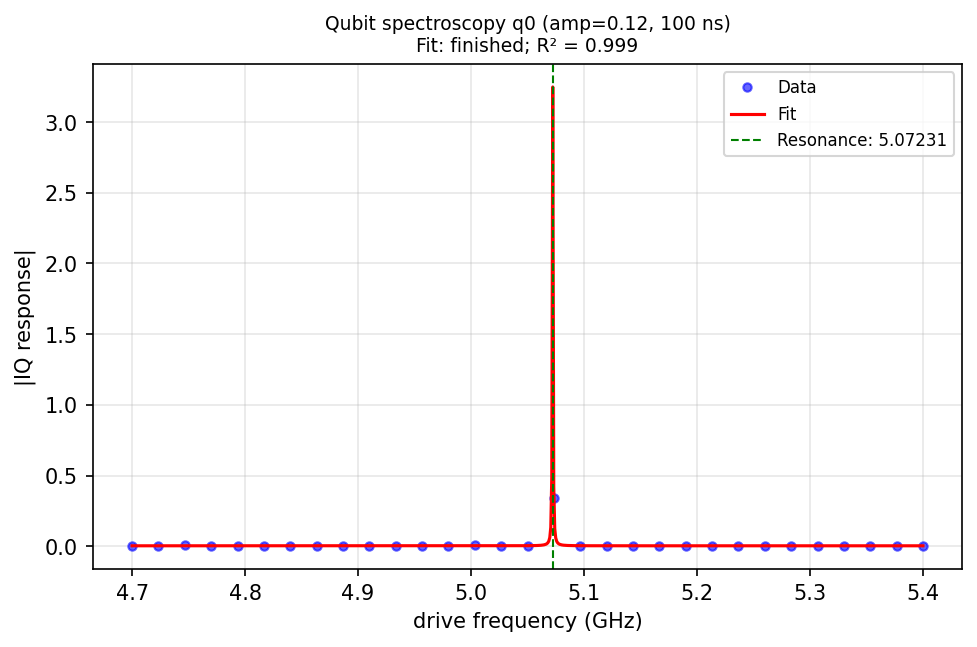 Qubit spectroscopy q0 (amp=0.12, 100 ns)
Fit: finished; R² = 0.999
Data
Fit
Resonance: 5.07231
|IQ response|
3.0
2.5
2.0
1.5
1.0
0.5
0.0
4.7 4.8 4.9 5.0 5.1 5.2 5.3 5.4
drive frequency (GHz)